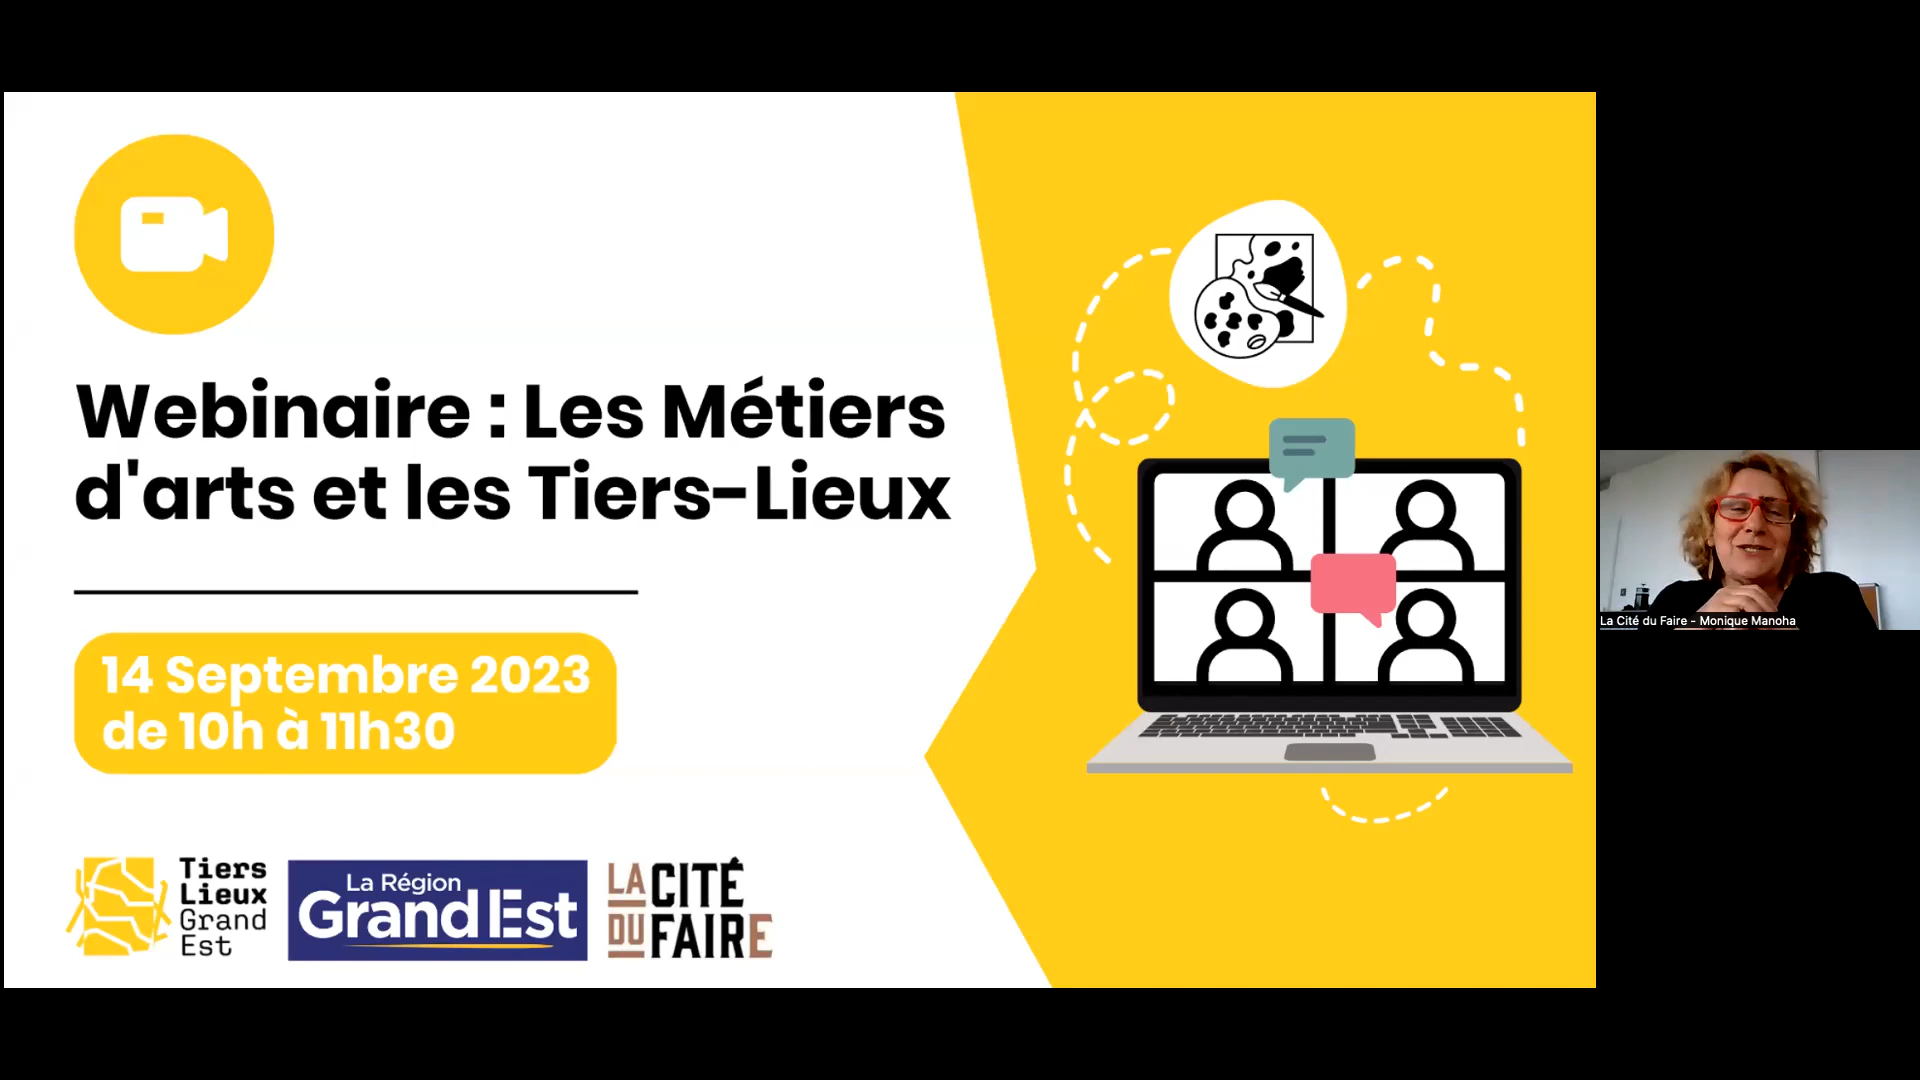 Webinaire : Les Métiers
d'arts et les Tiers-Lieux
14 Septembre 2023
de 10h à 11h30
Tiers
Lieux
Grand
Est
La Région
Grand Est
LA CITÉ
DU FAIRE
La Cité du Faire - Monique Manoha